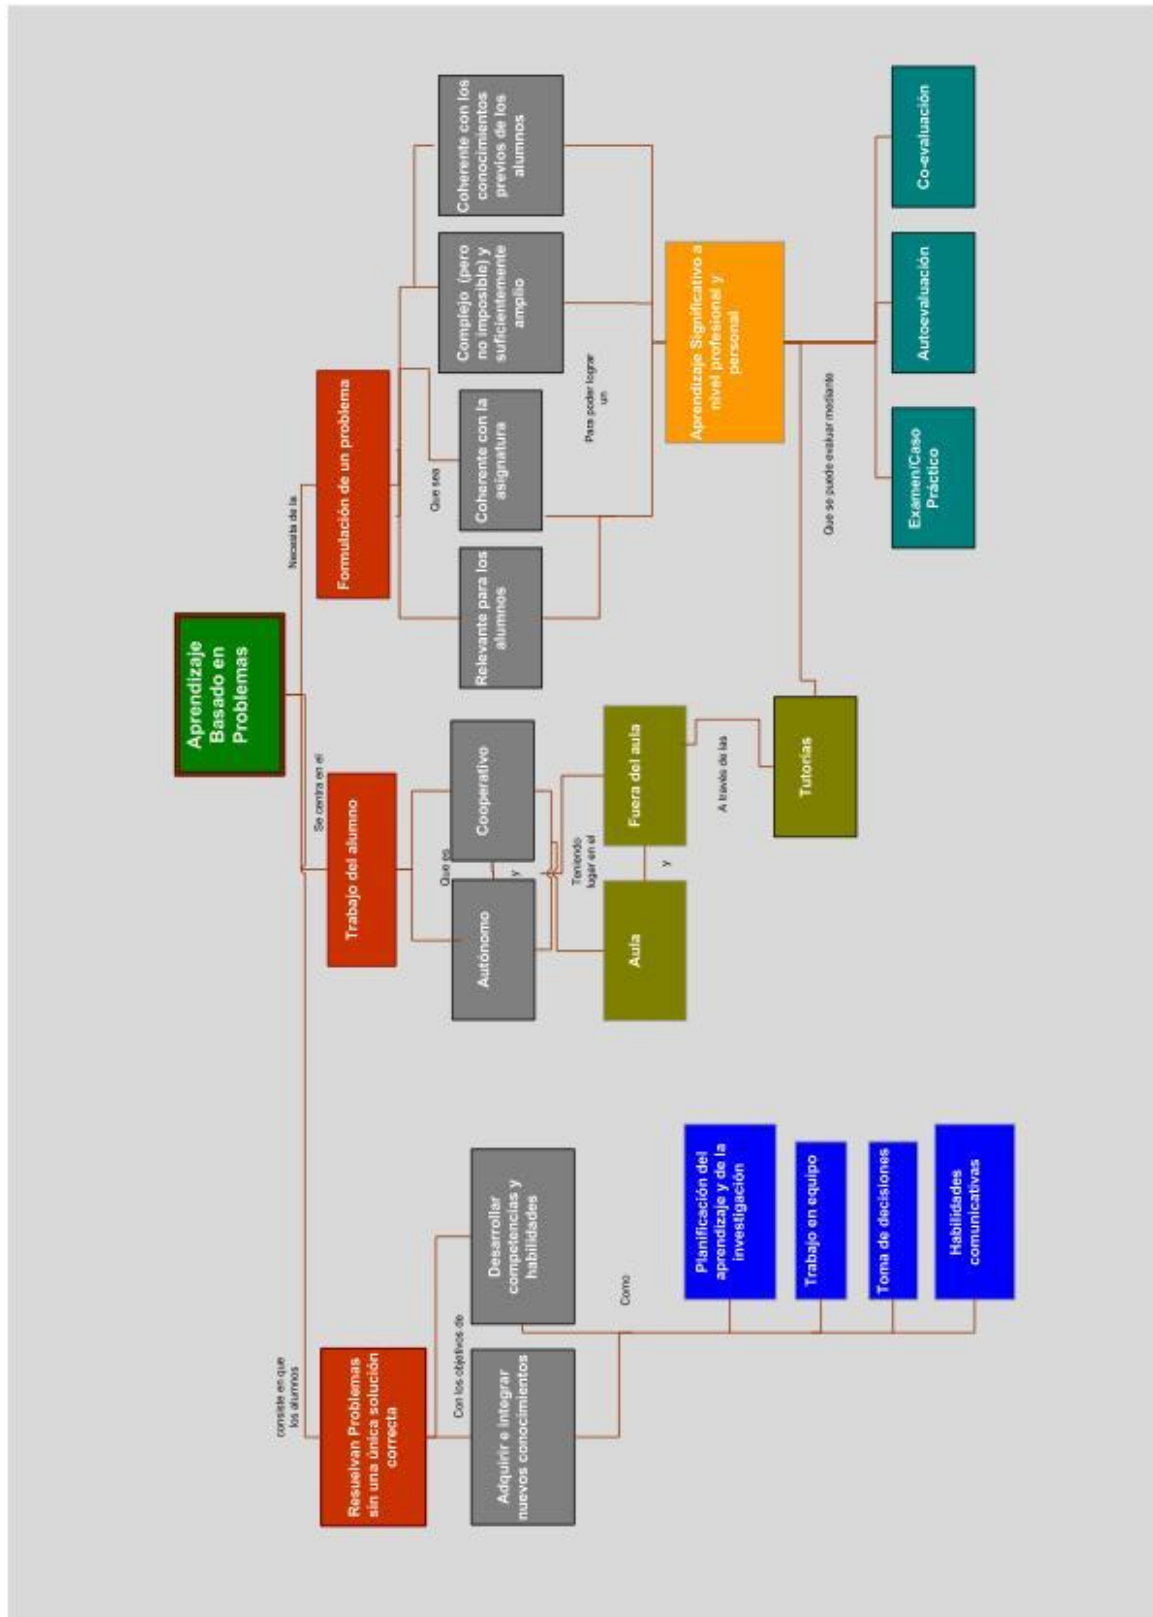 Aprendizaje
Basado en
Problemas
consiste en que
los alumnos
Se centra en el
Necesita de la
Resuelvan Problemas
sin una única solución
correcta
Trabajo del alumno
Formulación de un problema
Con los objetivos de
Que es
Que sea
Adquirir e integrar
nuevos conocimientos
Desarrollar
competencias y
habilidades
Autónomo
y
Cooperativo
Relevante para los
alumnos
Coherente con la
asignatura
Complejo (pero
no imposible) y
suficientemente
amplio
Coherente con los
conocimientos
previos de los
alumnos
Como
Teniendo
lugar en el
Para poder lograr
un
Planificación del
aprendizaje y de la
investigación
Trabajo en equipo
Toma de decisiones
Habilidades
comunicativas
Aula
y
Fuera del aula
A través de las
Tutorías
Aprendizaje Significativo a
nivel profesional y
personal
Que se puede evaluar mediante
Examen/Caso
Práctico
Autoevaluación
Co-evaluación